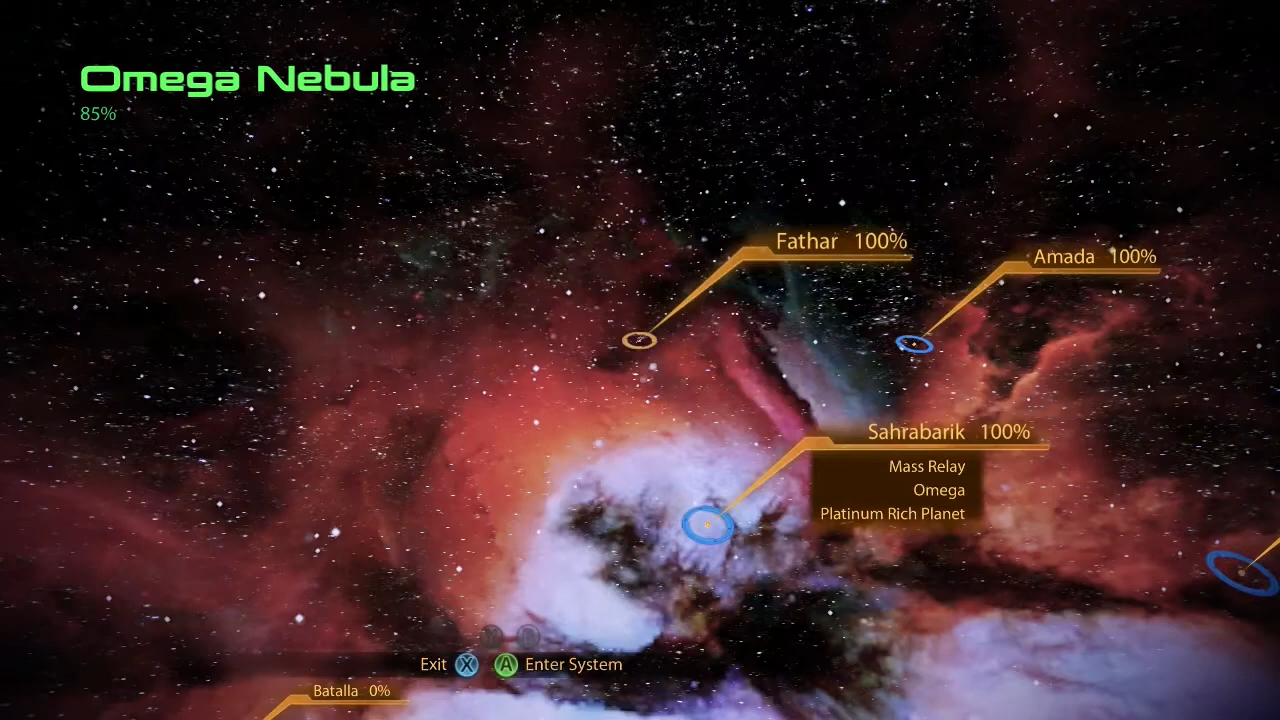 Omega Nebula
85%
Fathar 100%
Amada 100%
Sahrabarik 100%
Mass Relay
Omega
Platinum Rich Planet
Exit X A Enter System
Batalla 0%